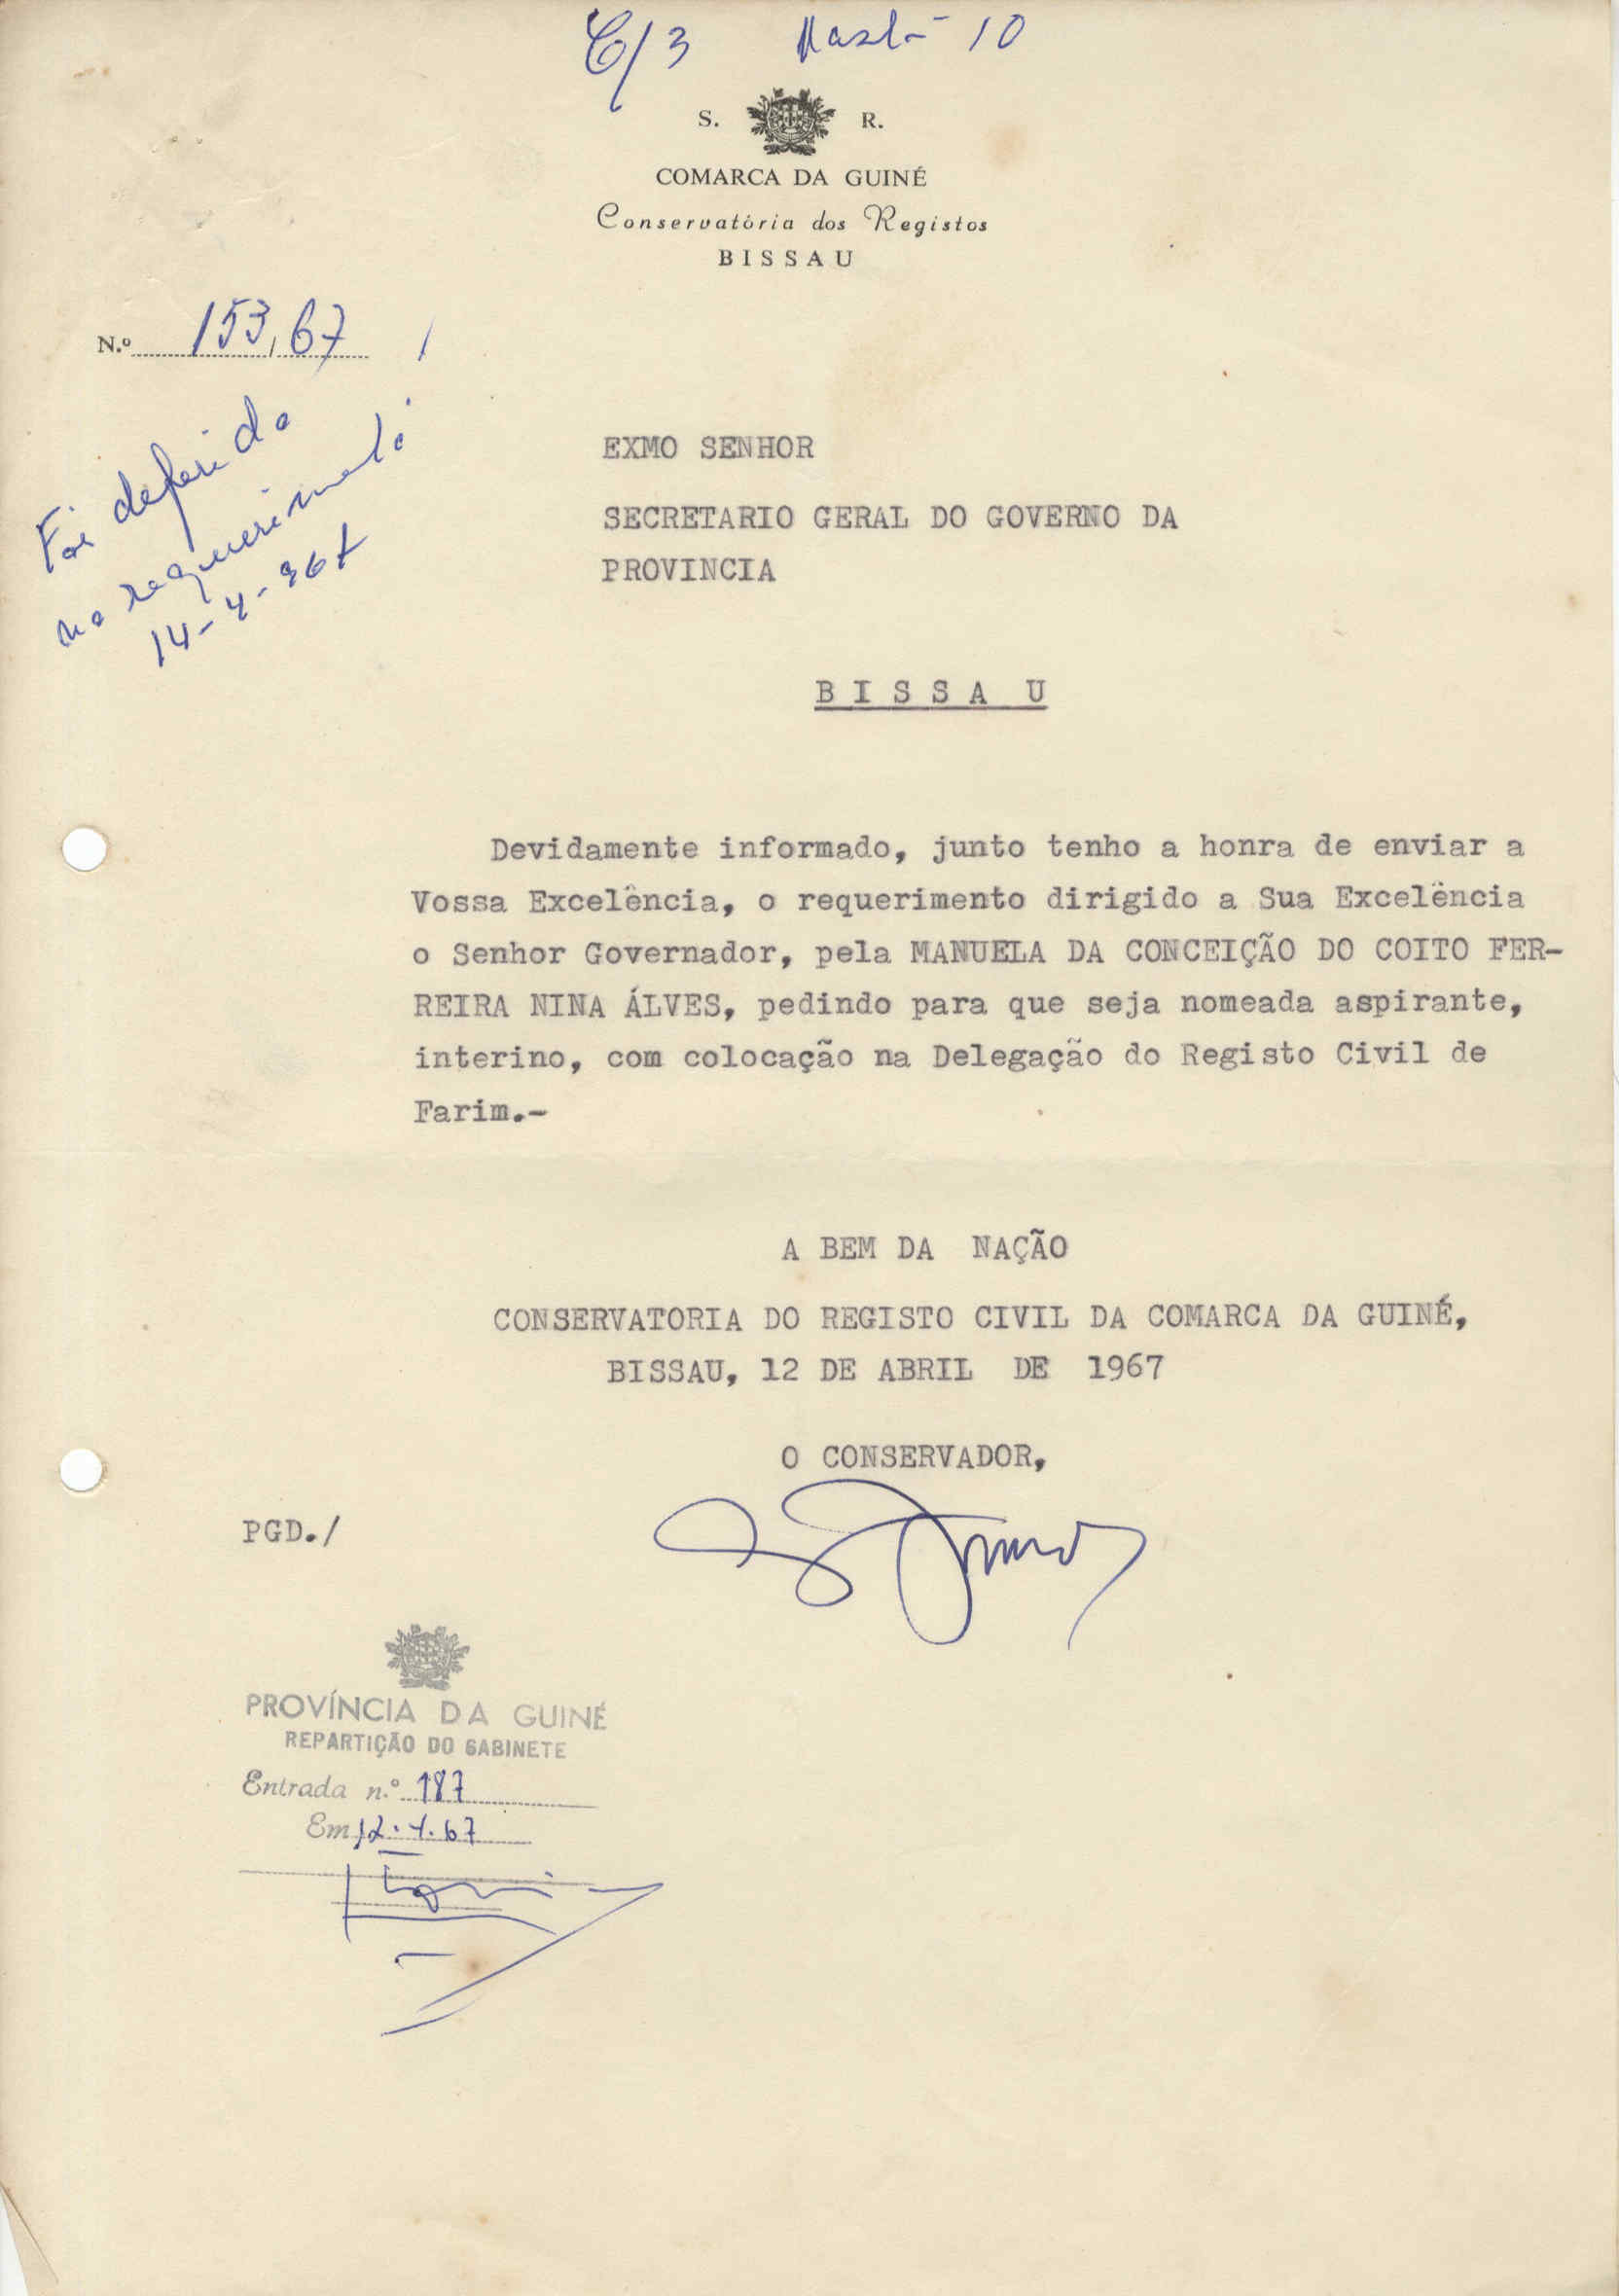 C/3 Pasta 10
S. R.
COMARCA DA GUINÉ
Conservatória dos Registos
BISSAU
N.º 153/67
Foi deferido
no requerimento
14-4-967
EXMO SENHOR
SECRETARIO GERAL DO GOVERNO DA
PROVINCIA
B I S S A U
Devidamente informado, junto tenho a honra de enviar a
Vossa Excelência, o requerimento dirigido a Sua Excelência
o Senhor Governador, pela MANUELA DA CONCEIÇÃO DO COITO FER-
REIRA NINA ÁLVES, pedindo para que seja nomeada aspirante,
interino, com colocação na Delegação do Registo Civil de
Farim.-
A BEM DA NAÇÃO
CONSERVATORIA DO REGISTO CIVIL DA COMARCA DA GUINÉ,
BISSAU, 12 DE ABRIL DE 1967
O CONSERVADOR,
PGD./
PROVÍNCIA DA GUINÉ
REPARTIÇÃO DO GABINETE
Entrada n.º 187
Em 12.4.67